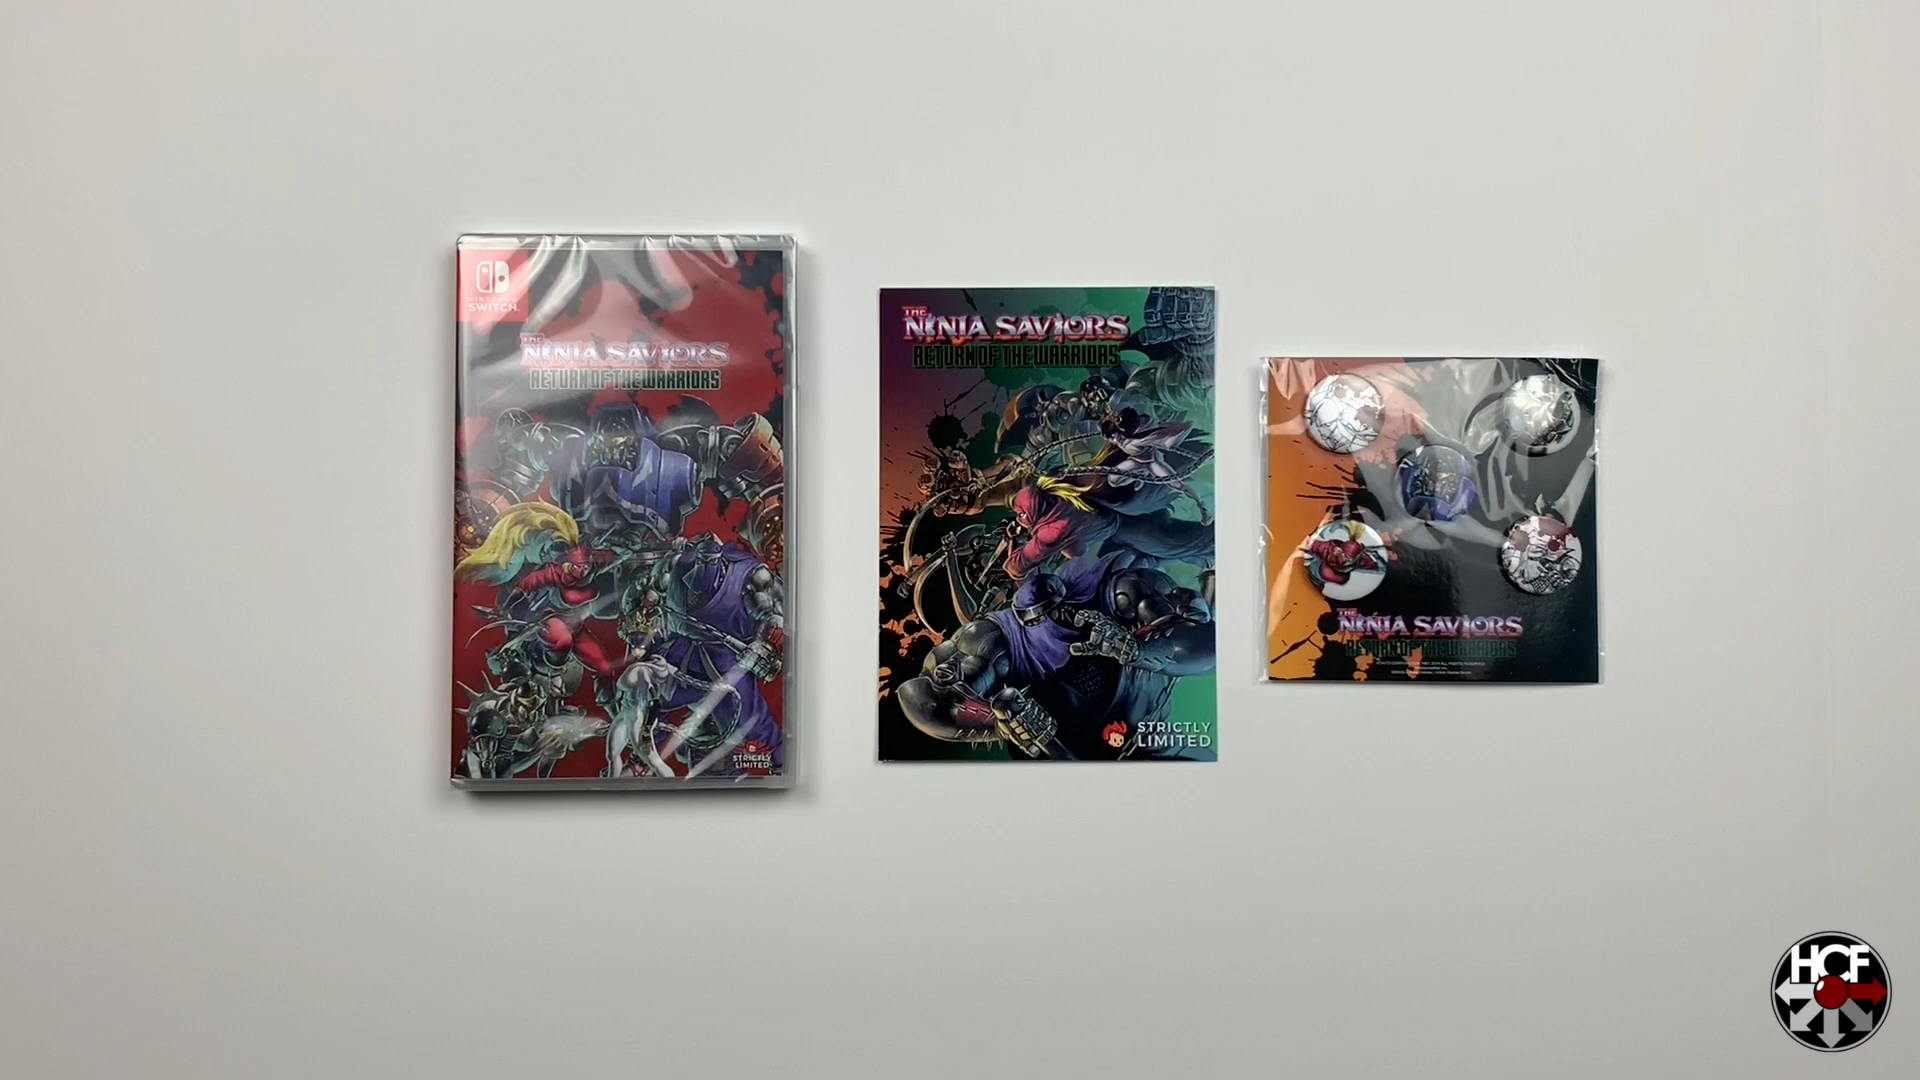 NINTENDO
SWITCH
THE
NINJA SAVIORS
RETURN OF THE WARRIORS
STRICTLY
LIMITED
THE
NINJA SAVIORS
RETURN OF THE WARRIORS
STRICTLY
LIMITED
THE
NINJA SAVIORS
RETURN OF THE WARRIORS
HCF